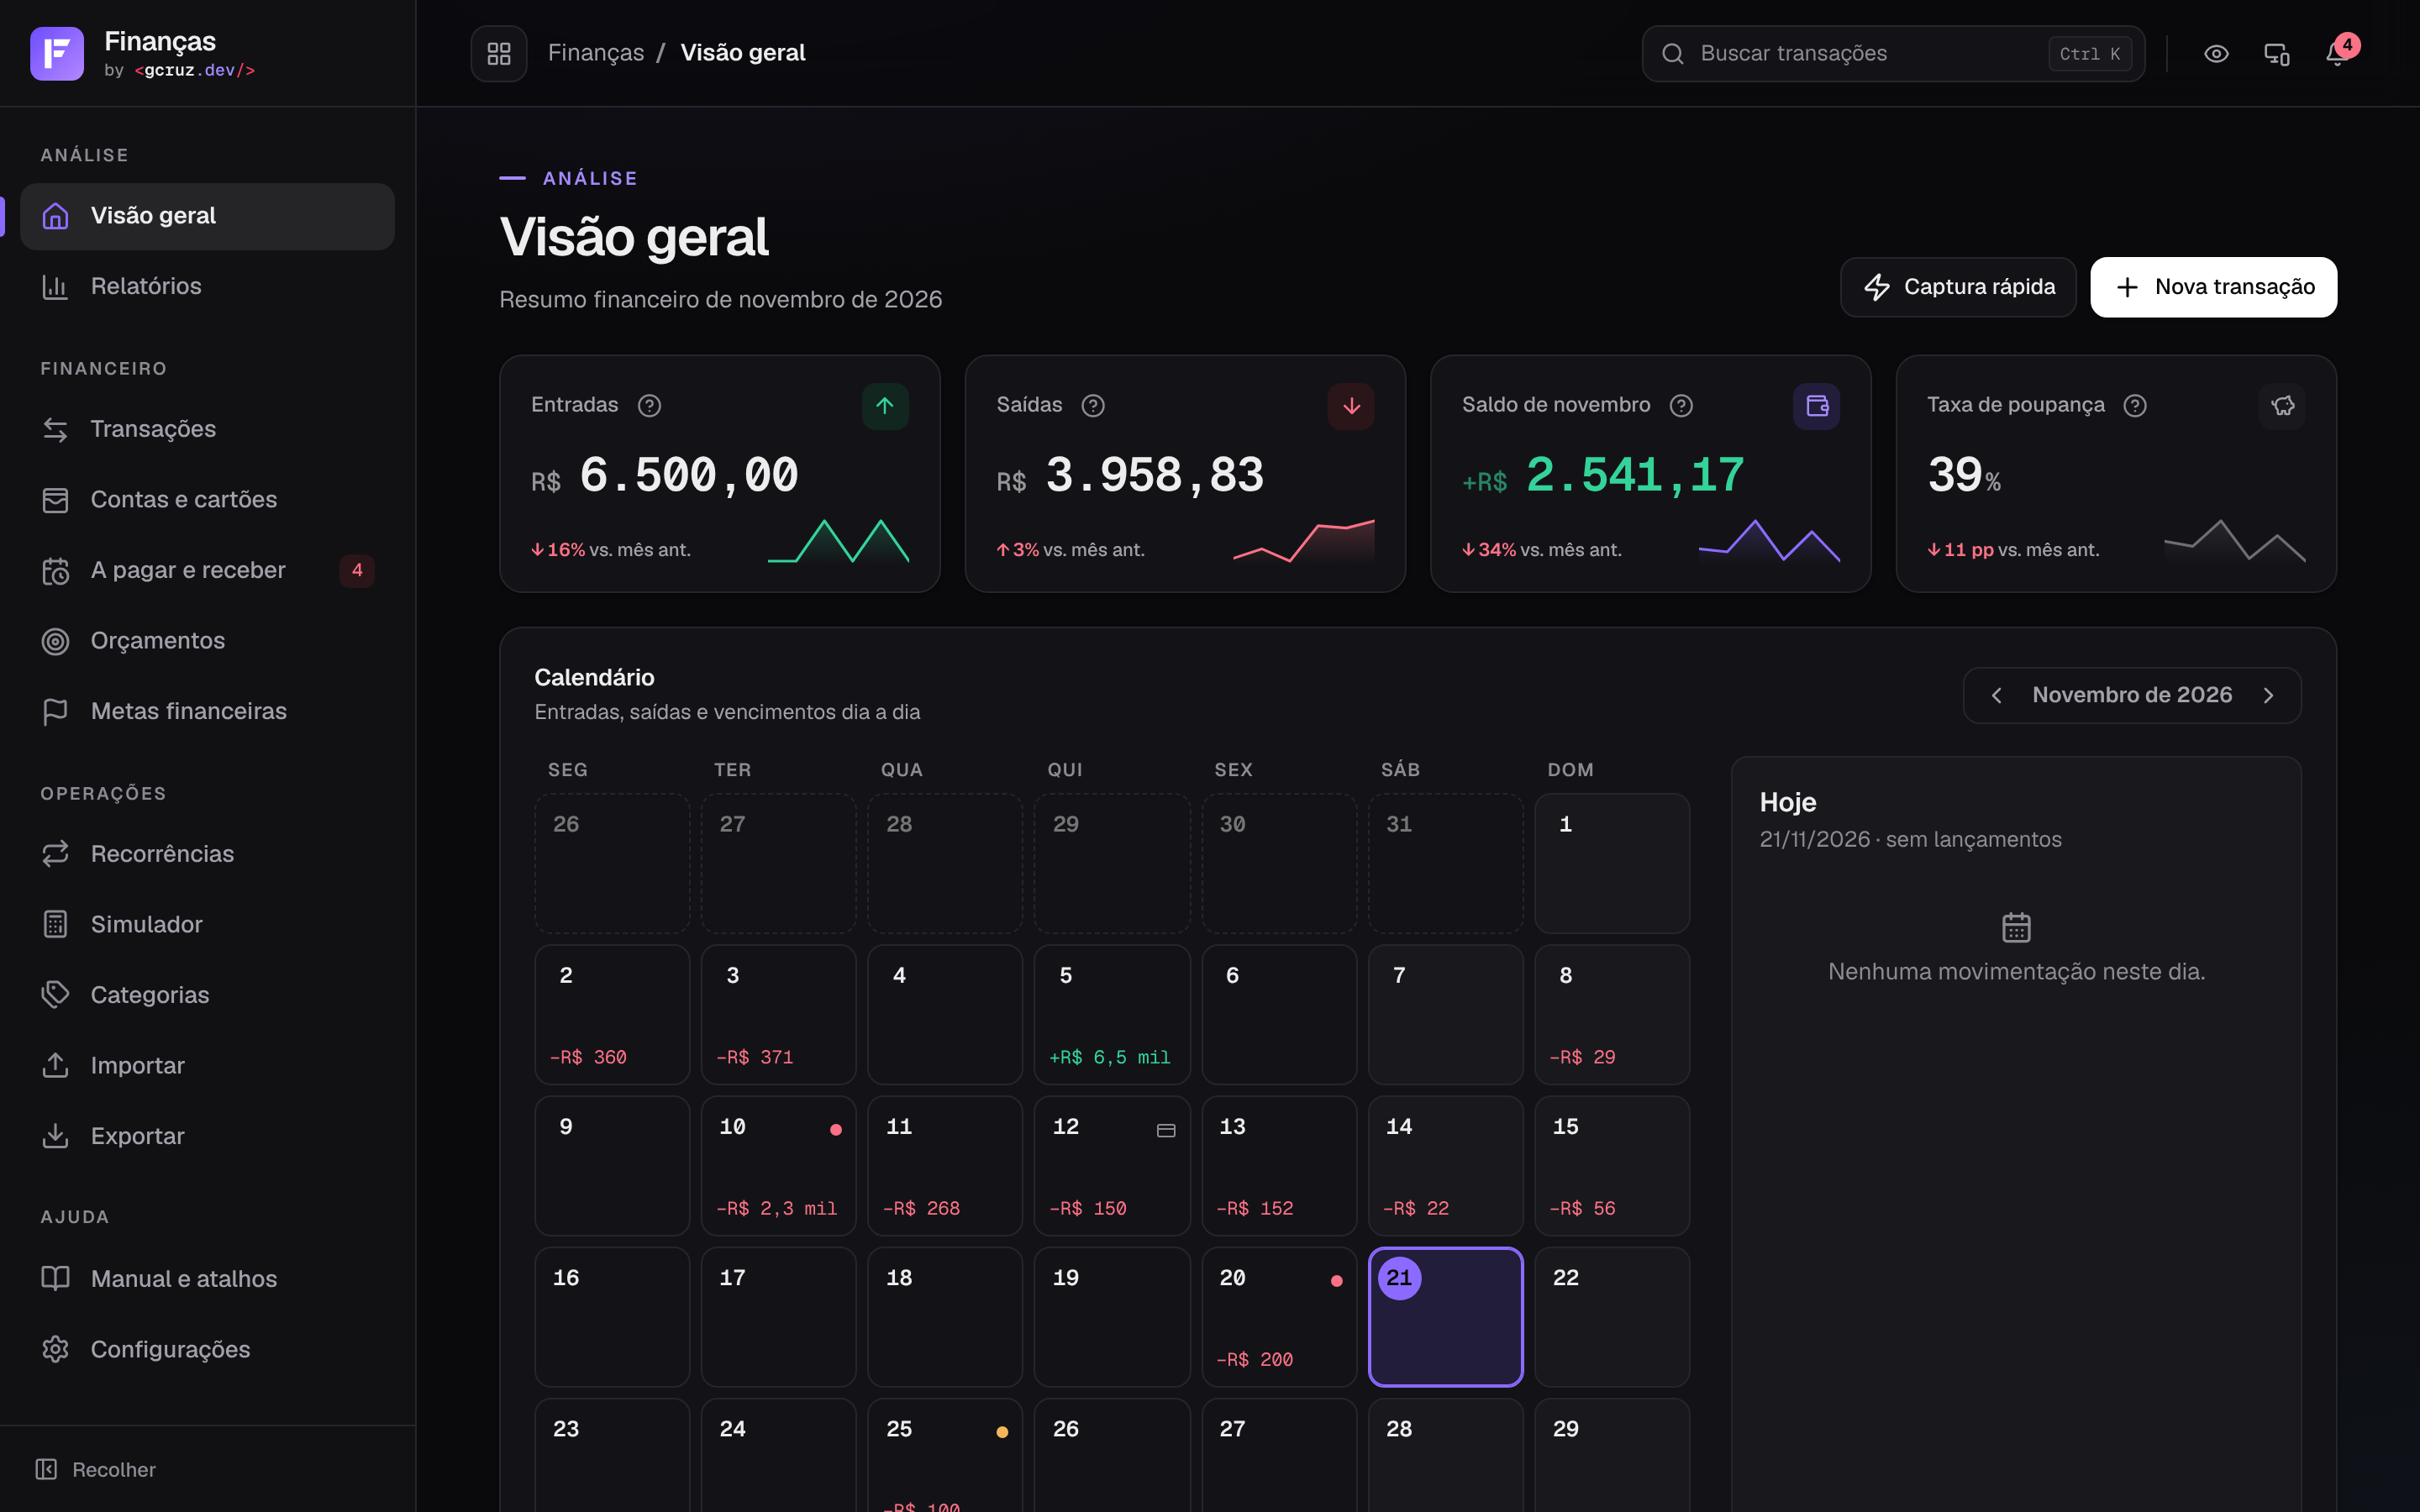 Finanças
by <gcruz.dev/>
ANÁLISE
Visão geral
Relatórios
FINANCEIRO
Transações
Contas e cartões
A pagar e receber 4
Orçamentos
Metas financeiras
OPERAÇÕES
Recorrências
Simulador
Categorias
Importar
Exportar
AJUDA
Manual e atalhos
Configurações
Recolher
Finanças / Visão geral
Buscar transações Ctrl K
4
ANÁLISE
Visão geral
Resumo financeiro de novembro de 2026
Captura rápida
Nova transação
Entradas
R$ 6.500,00
16% vs. mês ant.
Saídas
R$ 3.958,83
3% vs. mês ant.
Saldo de novembro
+R$ 2.541,17
34% vs. mês ant.
Taxa de poupança
39%
11 pp vs. mês ant.
Calendário
Entradas, saídas e vencimentos dia a dia
Novembro de 2026
SEG TER QUA QUI SEX SÁB DOM
26 27 28 29 30 31 1
2 3 4 5 6 7 8
−R$ 360 −R$ 371 +R$ 6,5 mil −R$ 29
9 10 11 12 13 14 15
−R$ 2,3 mil −R$ 268 −R$ 150 −R$ 152 −R$ 22 −R$ 56
16 17 18 19 20 21 22
−R$ 200
23 24 25 26 27 28 29
−R$ 100
Hoje
21/11/2026 · sem lançamentos
Nenhuma movimentação neste dia.